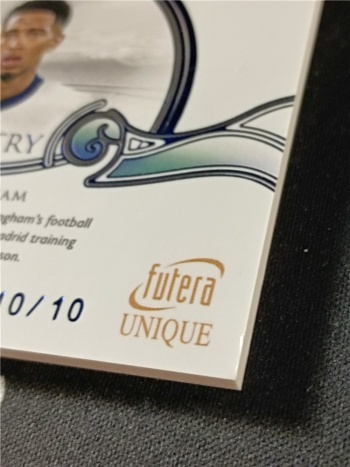 TRY
AM
ngham's football
adrid training
son.
10/10
futera
UNIQUE